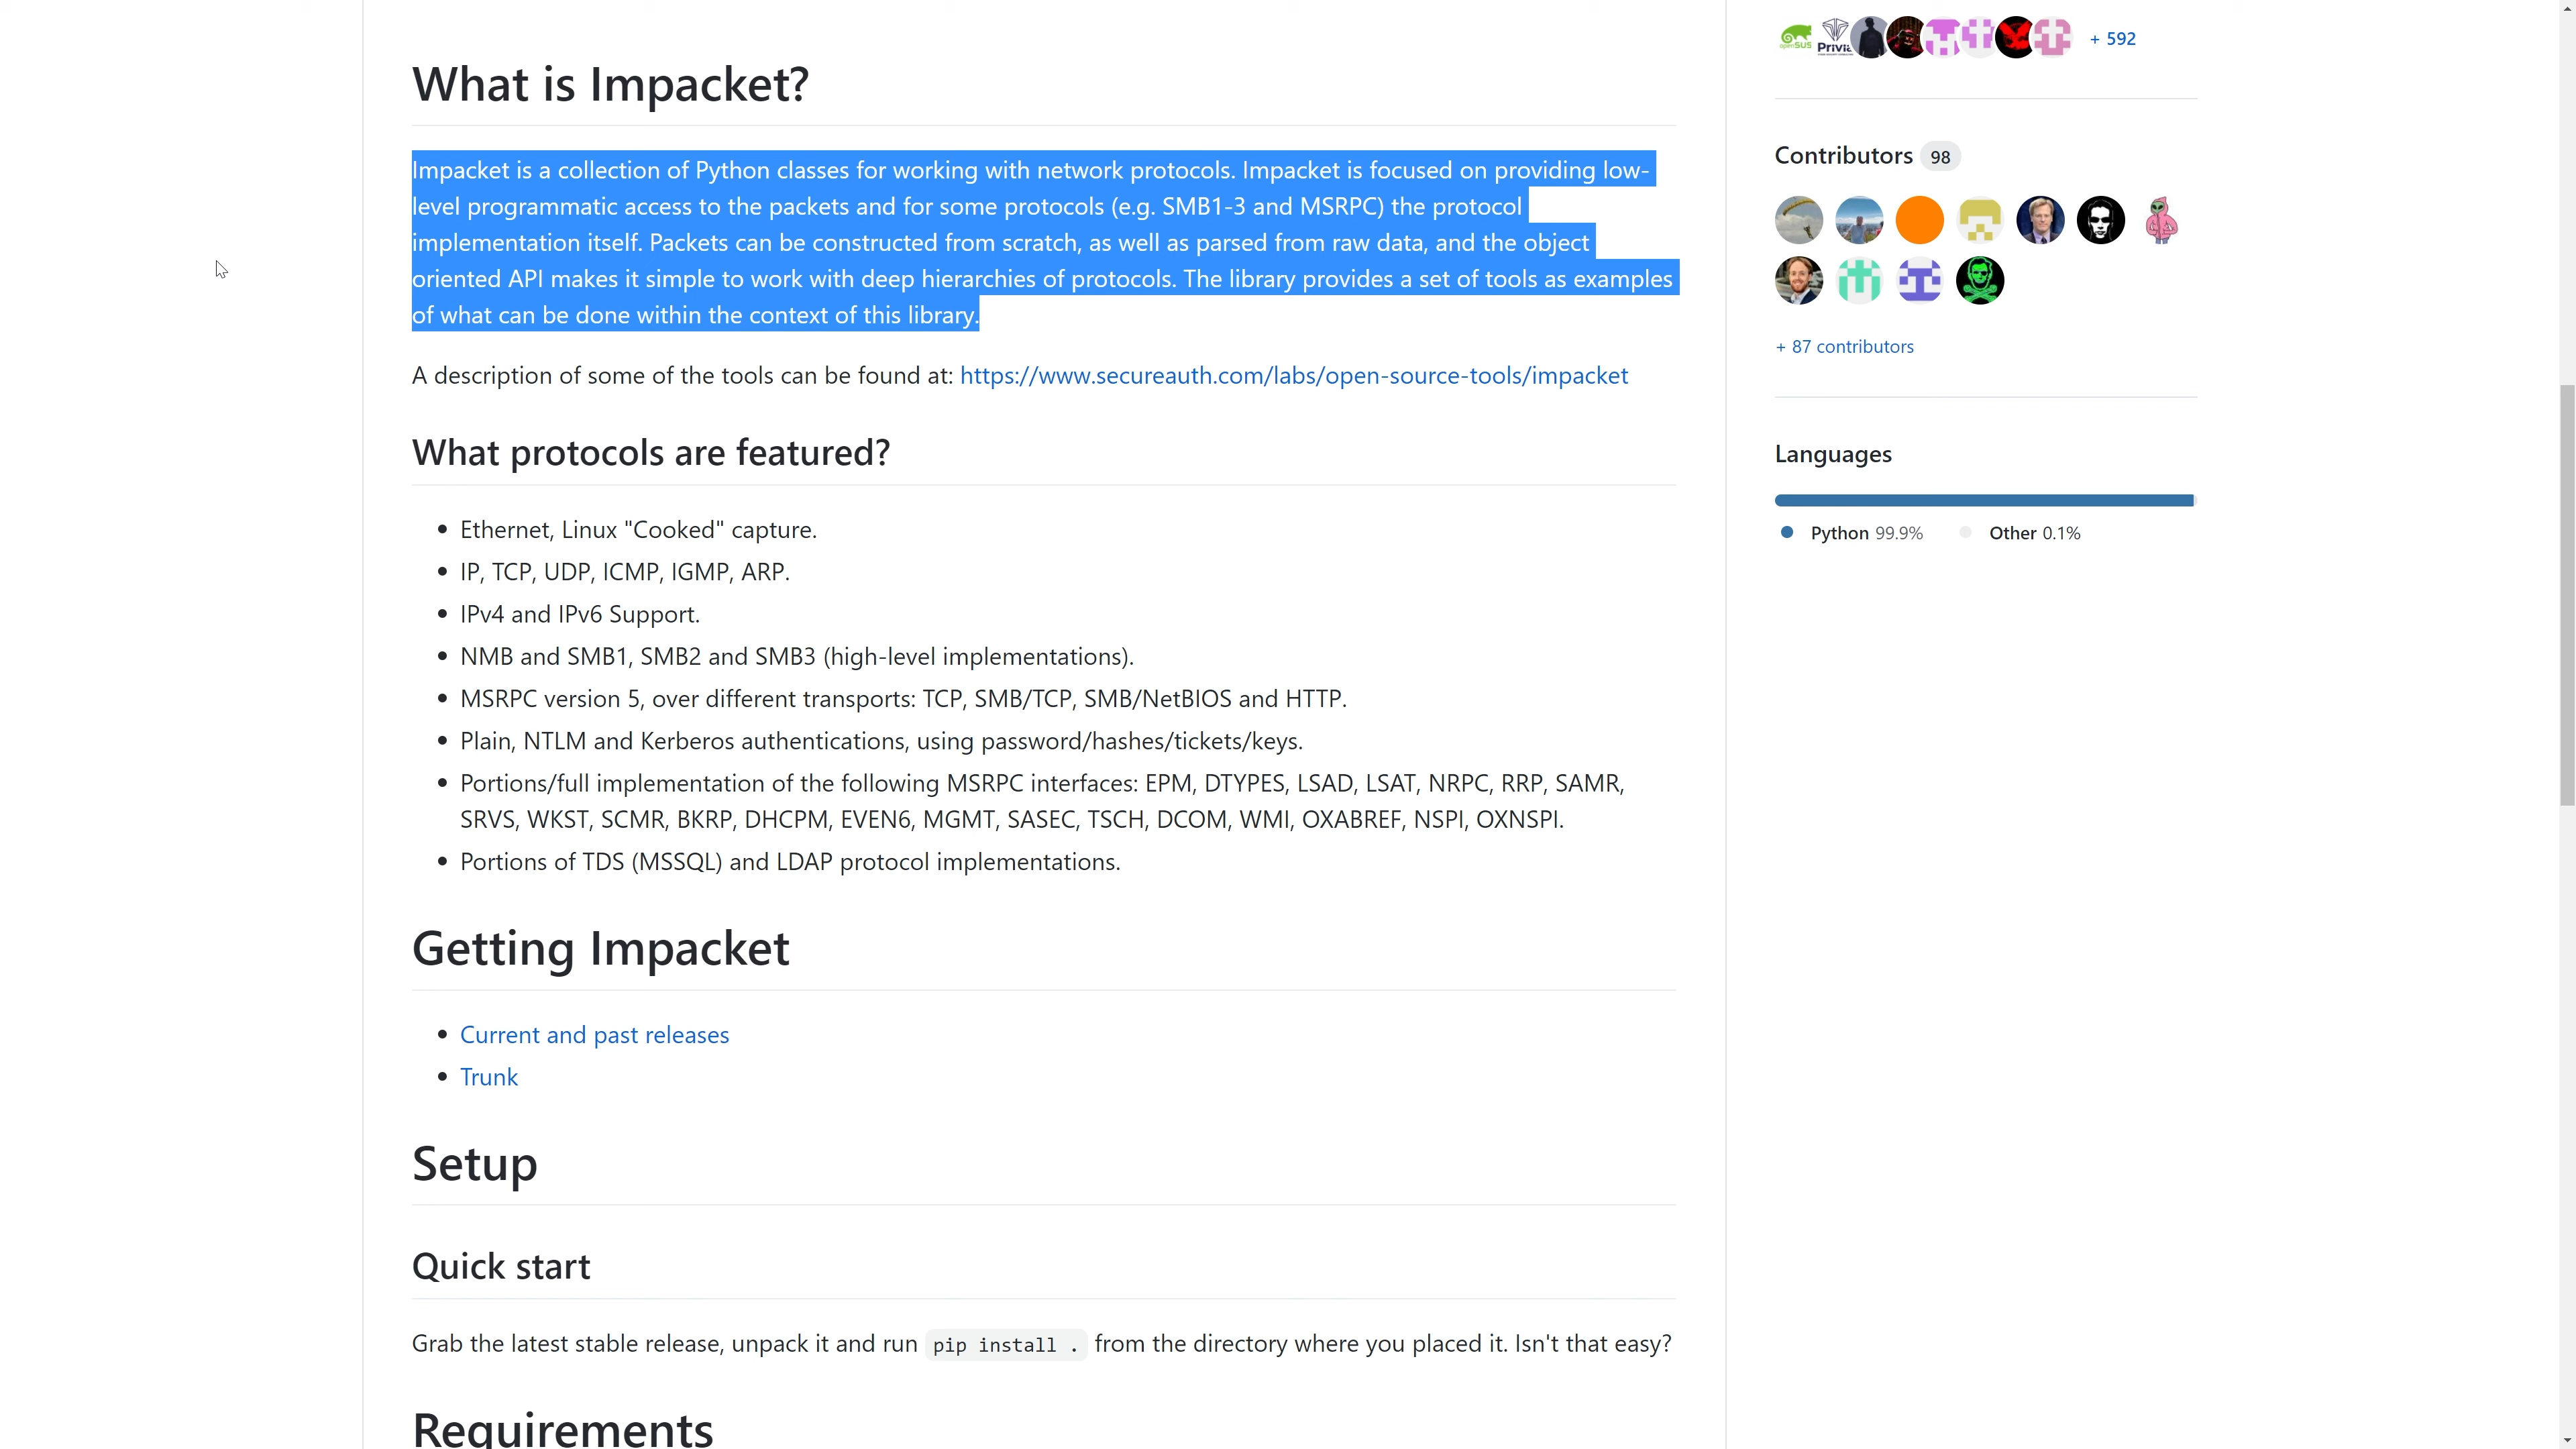 What is Impacket?
Impacket is a collection of Python classes for working with network protocols. Impacket is focused on providing low-
level programmatic access to the packets and for some protocols (e.g. SMB1-3 and MSRPC) the protocol
implementation itself. Packets can be constructed from scratch, as well as parsed from raw data, and the object
oriented API makes it simple to work with deep hierarchies of protocols. The library provides a set of tools as examples
of what can be done within the context of this library.
A description of some of the tools can be found at: https://www.secureauth.com/labs/open-source-tools/impacket
What protocols are featured?
• Ethernet, Linux "Cooked" capture.
• IP, TCP, UDP, ICMP, IGMP, ARP.
• IPv4 and IPv6 Support.
• NMB and SMB1, SMB2 and SMB3 (high-level implementations).
• MSRPC version 5, over different transports: TCP, SMB/TCP, SMB/NetBIOS and HTTP.
• Plain, NTLM and Kerberos authentications, using password/hashes/tickets/keys.
• Portions/full implementation of the following MSRPC interfaces: EPM, DTYPES, LSAD, LSAT, NRPC, RRP, SAMR,
SRVS, WKST, SCMR, BKRP, DHCPM, EVEN6, MGMT, SASEC, TSCH, DCOM, WMI, OXABREF, NSPI, OXNSPI.
• Portions of TDS (MSSQL) and LDAP protocol implementations.
Getting Impacket
• Current and past releases
• Trunk
Setup
Quick start
Grab the latest stable release, unpack it and run pip install . from the directory where you placed it. Isn't that easy?
Requirements
openSUS
Privia
+ 592
Contributors 98
+ 87 contributors
Languages
Python 99.9%
Other 0.1%